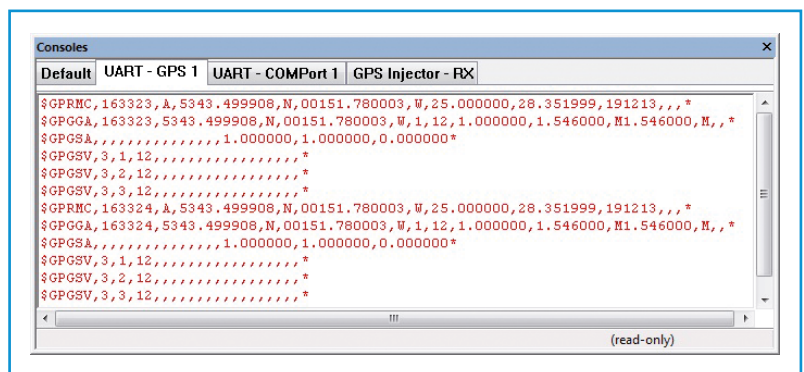 Consoles
Default UART - GPS 1 UART - COMPort 1 GPS Injector - RX
$GPRMC,163323,A,5343.499908,N,00151.780003,W,25.000000,28.351999,191213,,,*
$GPGGA,163323,5343.499908,N,00151.780003,W,1,12,1.000000,1.546000,M1.546000,M,,*
$GPGSA,,,,,,,,,,,,,,,1.000000,1.000000,0.000000*
$GPGSV,3,1,12,,,,,,,,,,,,,,,,,*
$GPGSV,3,2,12,,,,,,,,,,,,,,,,,*
$GPGSV,3,3,12,,,,,,,,,,,,,,,,,*
$GPRMC,163324,A,5343.499908,N,00151.780003,W,25.000000,28.351999,191213,,,*
$GPGGA,163324,5343.499908,N,00151.780003,W,1,12,1.000000,1.546000,M1.546000,M,,*
$GPGSA,,,,,,,,,,,,,,,1.000000,1.000000,0.000000*
$GPGSV,3,1,12,,,,,,,,,,,,,,,,,*
$GPGSV,3,2,12,,,,,,,,,,,,,,,,,*
$GPGSV,3,3,12,,,,,,,,,,,,,,,,,*
(read-only)